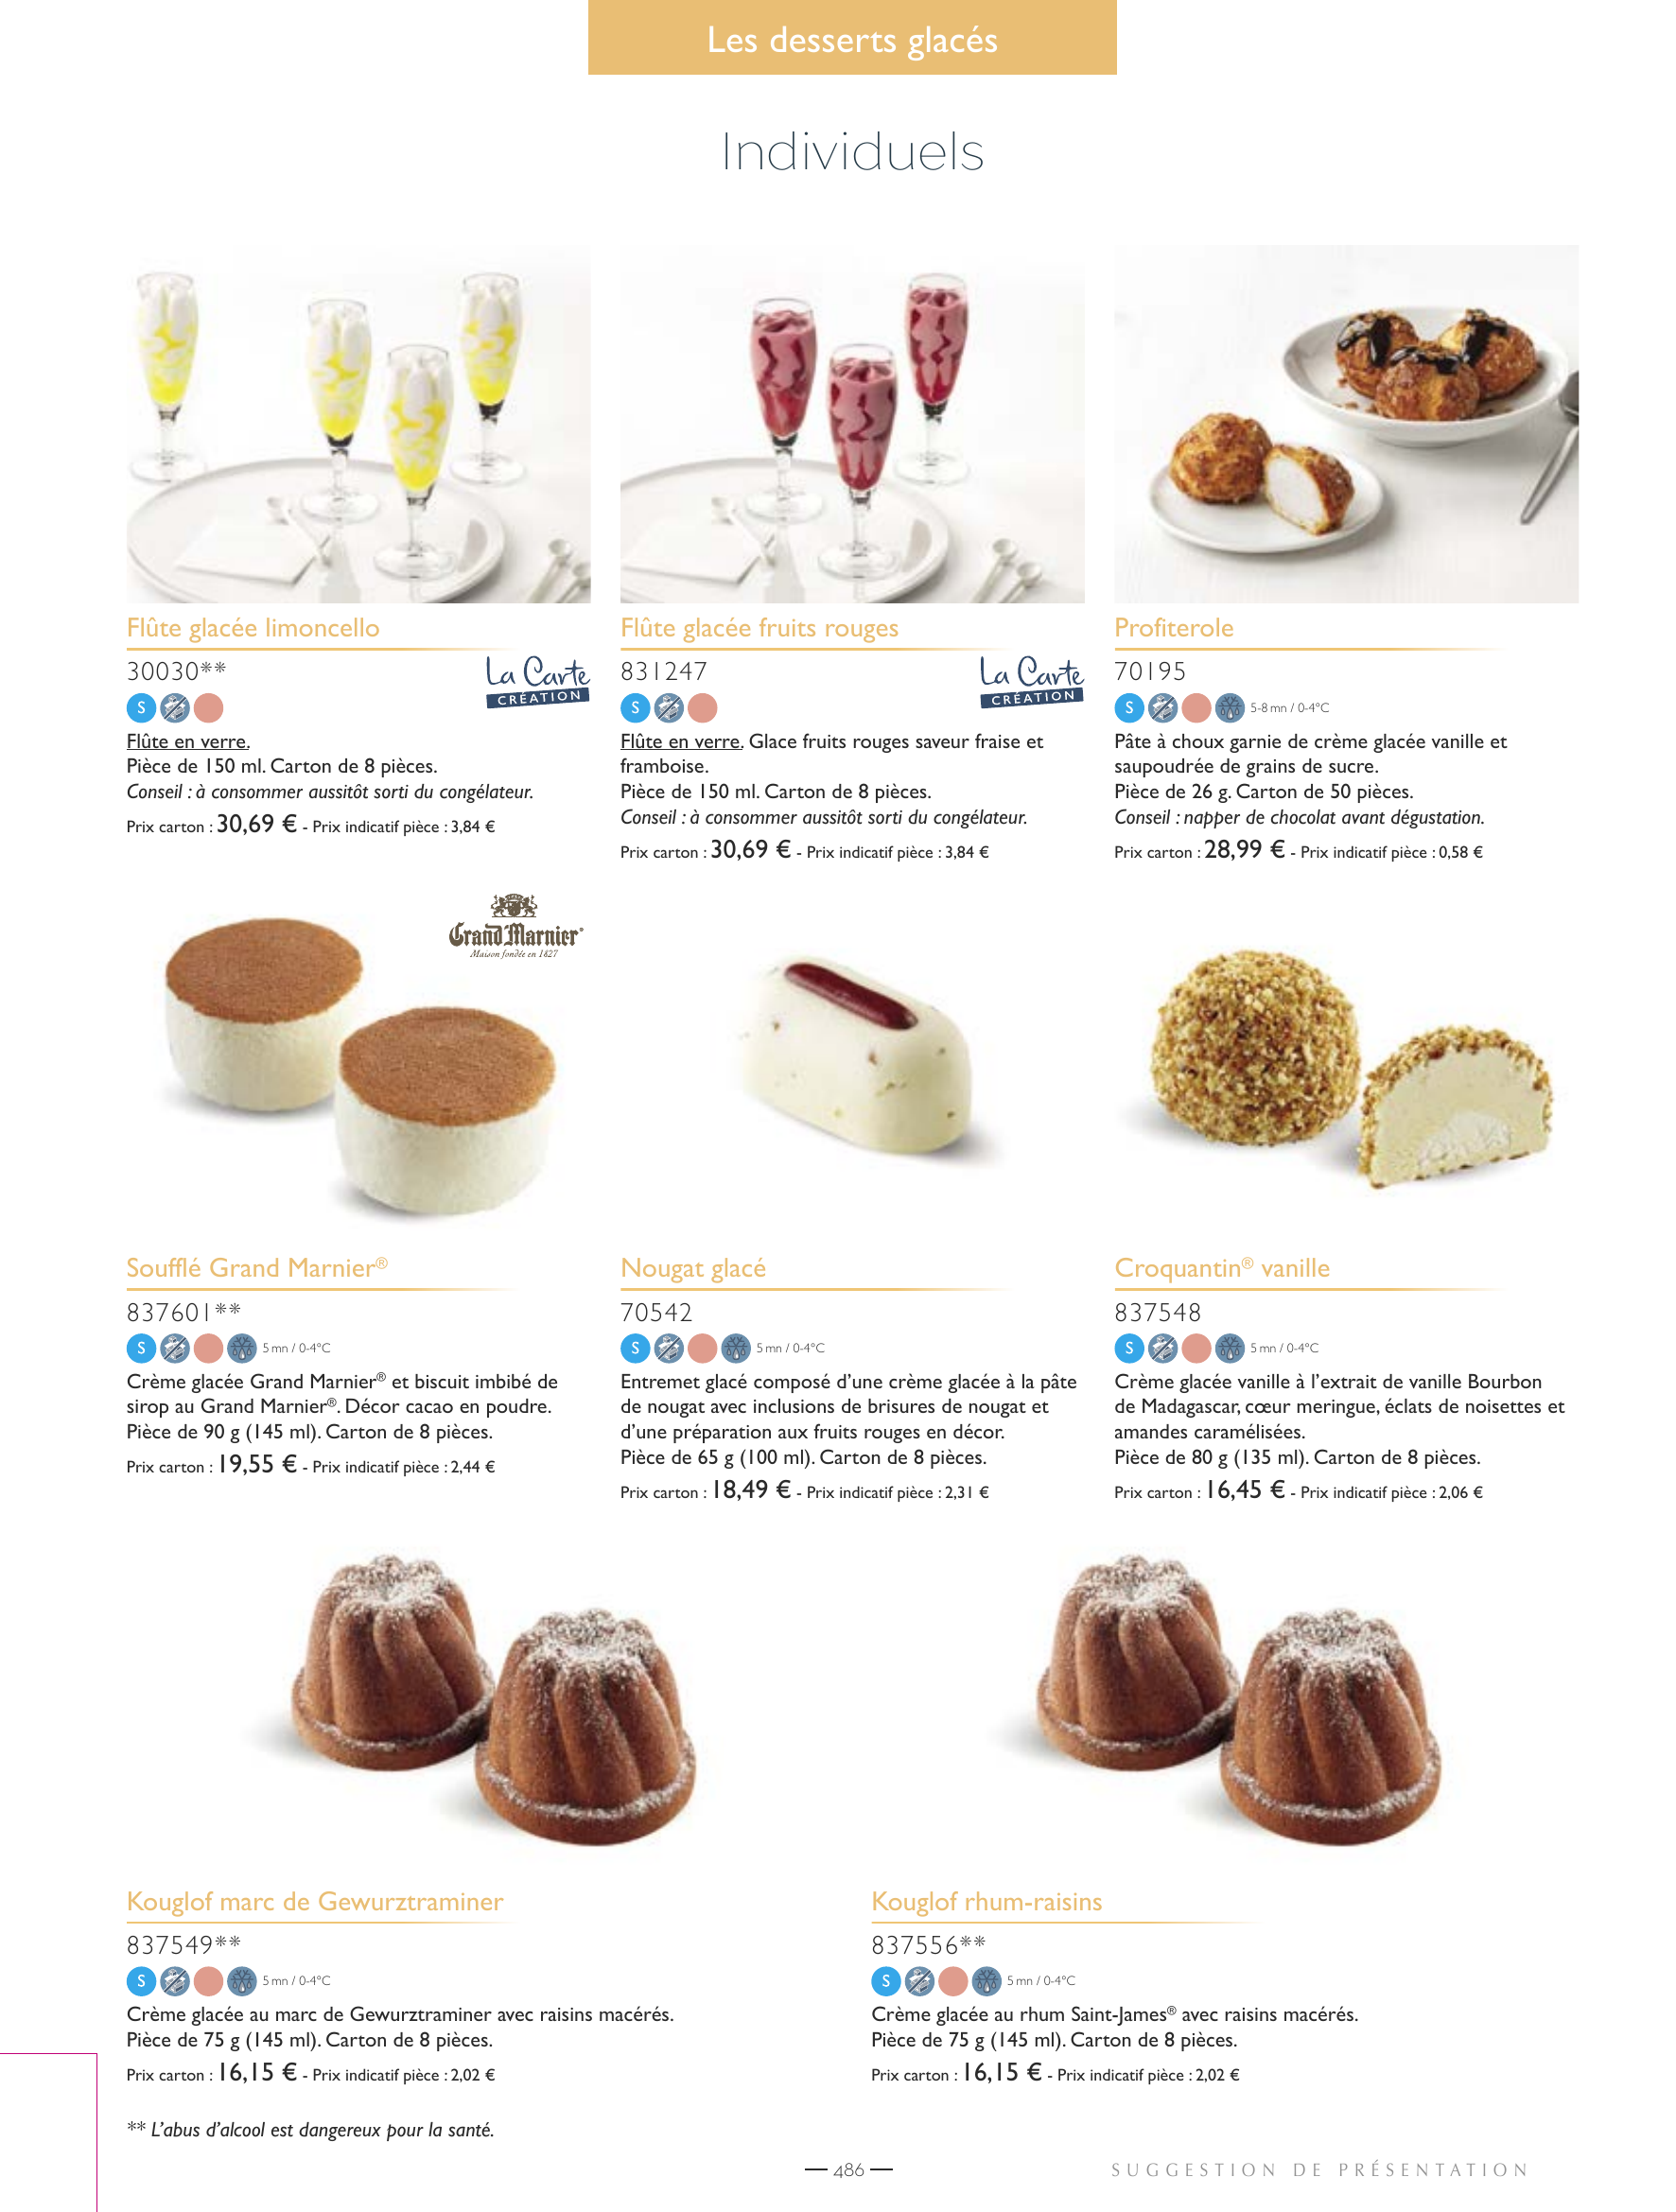 Les desserts glacés
Individuels
Flûte glacée limoncello
30030**
La Carte
CRÉATION
S
Flûte en verre.
Pièce de 150 ml. Carton de 8 pièces.
Conseil : à consommer aussitôt sorti du congélateur.
Prix carton : 30,69 € - Prix indicatif pièce : 3,84 €
Flûte glacée fruits rouges
831247
La Carte
CRÉATION
S
Flûte en verre. Glace fruits rouges saveur fraise et
framboise.
Pièce de 150 ml. Carton de 8 pièces.
Conseil : à consommer aussitôt sorti du congélateur.
Prix carton : 30,69 € - Prix indicatif pièce : 3,84 €
Profiterole
70195
S 5-8 mn / 0-4°C
Pâte à choux garnie de crème glacée vanille et
saupoudrée de grains de sucre.
Pièce de 26 g. Carton de 50 pièces.
Conseil : napper de chocolat avant dégustation.
Prix carton : 28,99 € - Prix indicatif pièce : 0,58 €
Grand Marnier®
Maison fondée en 1827
Soufflé Grand Marnier®
837601**
S 5 mn / 0-4°C
Crème glacée Grand Marnier® et biscuit imbibé de
sirop au Grand Marnier®. Décor cacao en poudre.
Pièce de 90 g (145 ml). Carton de 8 pièces.
Prix carton : 19,55 € - Prix indicatif pièce : 2,44 €
Nougat glacé
70542
S 5 mn / 0-4°C
Entremet glacé composé d'une crème glacée à la pâte
de nougat avec inclusions de brisures de nougat et
d'une préparation aux fruits rouges en décor.
Pièce de 65 g (100 ml). Carton de 8 pièces.
Prix carton : 18,49 € - Prix indicatif pièce : 2,31 €
Croquantin® vanille
837548
S 5 mn / 0-4°C
Crème glacée vanille à l'extrait de vanille Bourbon
de Madagascar, cœur meringue, éclats de noisettes et
amandes caramélisées.
Pièce de 80 g (135 ml). Carton de 8 pièces.
Prix carton : 16,45 € - Prix indicatif pièce : 2,06 €
Kouglof marc de Gewurztraminer
837549**
S 5 mn / 0-4°C
Crème glacée au marc de Gewurztraminer avec raisins macérés.
Pièce de 75 g (145 ml). Carton de 8 pièces.
Prix carton : 16,15 € - Prix indicatif pièce : 2,02 €
Kouglof rhum-raisins
837556**
S 5 mn / 0-4°C
Crème glacée au rhum Saint-James® avec raisins macérés.
Pièce de 75 g (145 ml). Carton de 8 pièces.
Prix carton : 16,15 € - Prix indicatif pièce : 2,02 €
** L'abus d'alcool est dangereux pour la santé.
— 486 —
SUGGESTION DE PRÉSENTATION